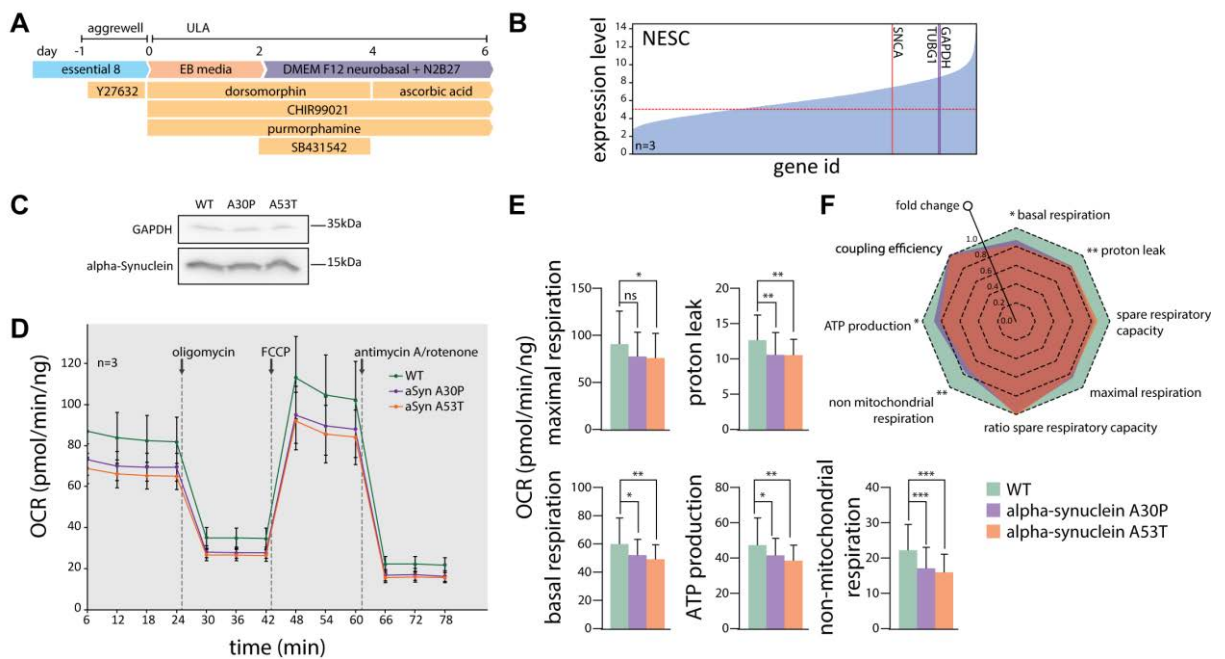 A
aggrewell
ULA
day
-1
0
2
4
6
essential 8
EB media
DMEM F12 neurobasal + N2B27
Y27632
dorsomorphin
ascorbic acid
CHIR99021
purmorphamine
SB431542
B
NESC
expression level
14
12
10
8
6
4
2
0
SNCA
TUBG1
GAPDH
n=3
gene id
C
WT
A30P
A53T
GAPDH
35kDa
alpha-Synuclein
15kDa
D
n=3
oligomycin
FCCP
antimycin A/rotenone
WT
aSyn A30P
aSyn A53T
OCR (pmol/min/ng)
120
100
80
60
40
20
0
6
12
18
24
30
36
42
48
54
60
66
72
78
time (min)
E
OCR (pmol/min/ng)
maximal respiration
150
100
50
0
ns
*
proton leak
20
15
10
5
0
**
**
basal respiration
100
80
60
40
20
0
*
**
ATP production
100
80
60
40
20
0
*
**
non-mitochondrial
respiration
40
30
20
10
0
***
***
F
fold change
1.0
0.8
0.6
0.4
0.2
0.0
* basal respiration
** proton leak
spare respiratory
capacity
maximal respiration
ratio spare respiratory capacity
non mitochondrial **
respiration
ATP production *
coupling efficiency
WT
alpha-synuclein A30P
alpha-synuclein A53T